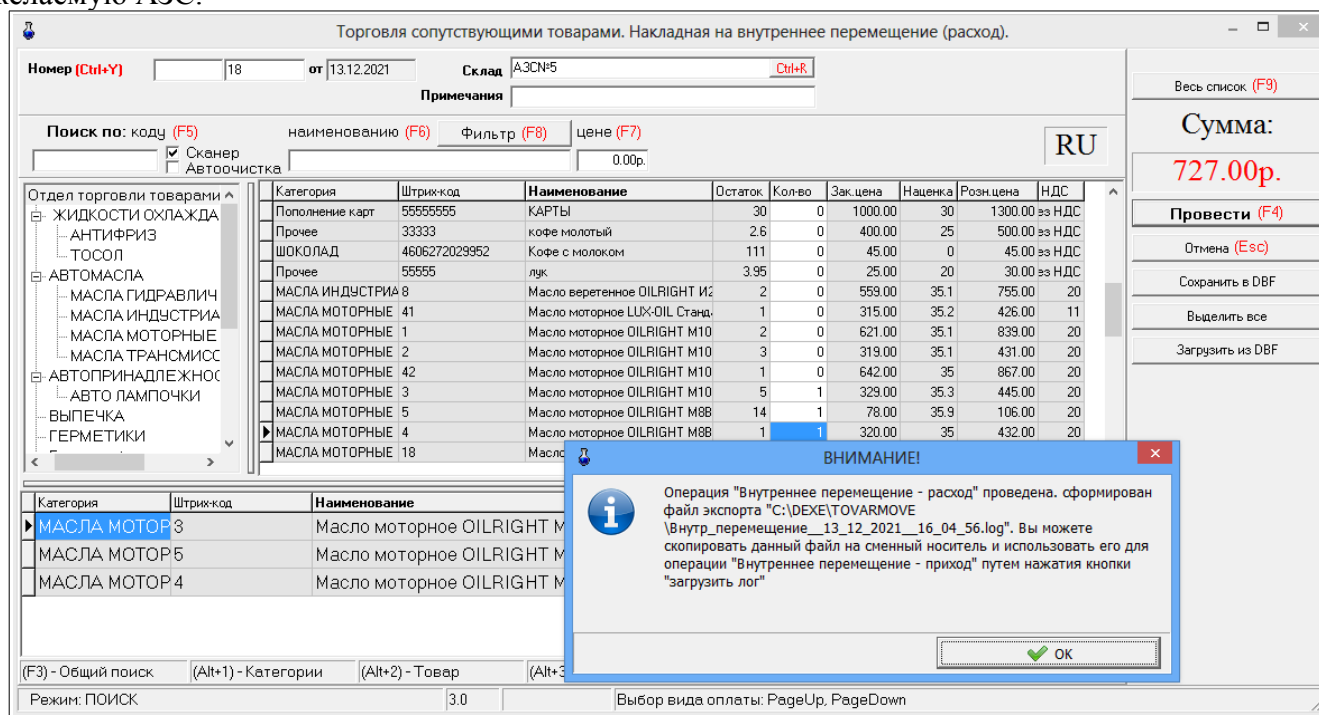 желаемую АЗС.
Торговля сопутствующими товарами. Накладная на внутреннее перемещение (расход).
Номер (Ctrl+Y) 18 от 13.12.2021 Склад АЗС№5 Ctrl+R
Примечания
Весь список (F9)
Поиск по: коду (F5) наименованию (F6) Фильтр (F8) цене (F7)
Сканер
Автоочистка 0.00р.
RU
Сумма:
727.00р.
Провести (F4)
Отмена (Esc)
Сохранить в DBF
Выделить все
Загрузить из DBF
Отдел торговли товарами
ЖИДКОСТИ ОХЛАЖДА
АНТИФРИЗ
ТОСОЛ
АВТОМАСЛА
МАСЛА ГИДРАВЛИЧ
МАСЛА ИНДУСТРИА
МАСЛА МОТОРНЫЕ
МАСЛА ТРАНСМИСС
АВТОПРИНАДЛЕЖНОС
АВТО ЛАМПОЧКИ
ВЫПЕЧКА
ГЕРМЕТИКИ
Категория Штрих-код Наименование Остаток Кол-во Зак.цена Наценка Розн.цена НДС
Пополнение карт 55555555 КАРТЫ 30 0 1000.00 30 1300.00 ез НДС
Прочее 33333 кофе молотый 2.6 0 400.00 25 500.00 ез НДС
ШОКОЛАД 4606272029952 Кофе с молоком 111 0 45.00 0 45.00 ез НДС
Прочее 55555 лук 3.95 0 25.00 20 30.00 ез НДС
МАСЛА ИНДУСТРИА 8 Масло веретенное OILRIGHT И2 2 0 559.00 35.1 755.00 20
МАСЛА МОТОРНЫЕ 41 Масло моторное LUX-OIL Станд. 1 0 315.00 35.2 426.00 11
МАСЛА МОТОРНЫЕ 1 Масло моторное OILRIGHT М10 2 0 621.00 35.1 839.00 20
МАСЛА МОТОРНЫЕ 2 Масло моторное OILRIGHT М10 3 0 319.00 35.1 431.00 20
МАСЛА МОТОРНЫЕ 42 Масло моторное OILRIGHT М10 1 0 642.00 35 867.00 20
МАСЛА МОТОРНЫЕ 3 Масло моторное OILRIGHT М10 5 1 329.00 35.3 445.00 20
МАСЛА МОТОРНЫЕ 5 Масло моторное OILRIGHT М8В 14 1 78.00 35.9 106.00 20
МАСЛА МОТОРНЫЕ 4 Масло моторное OILRIGHT М8В 1 1 320.00 35 432.00 20
МАСЛА МОТОРНЫЕ 18
Категория Штрих-код Наименование
МАСЛА МОТОР 3 Масло моторное OILRIGHT М
МАСЛА МОТОР 5 Масло моторное OILRIGHT М
МАСЛА МОТОР 4 Масло моторное OILRIGHT М
ВНИМАНИЕ!
Операция "Внутреннее перемещение - расход" проведена. сформирован
файл экспорта "C:\DEXE\TOVARMOVE
\Внутр_перемещение__13_12_2021__16_04_56.log". Вы можете
скопировать данный файл на сменный носитель и использовать его для
операции "Внутреннее перемещение - приход" путем нажатия кнопки
"загрузить лог"
OK
(F3) - Общий поиск (Alt+1) - Категории (Alt+2) - Товар (Alt+3
Режим: ПОИСК 3.0 Выбор вида оплаты: PageUp, PageDown